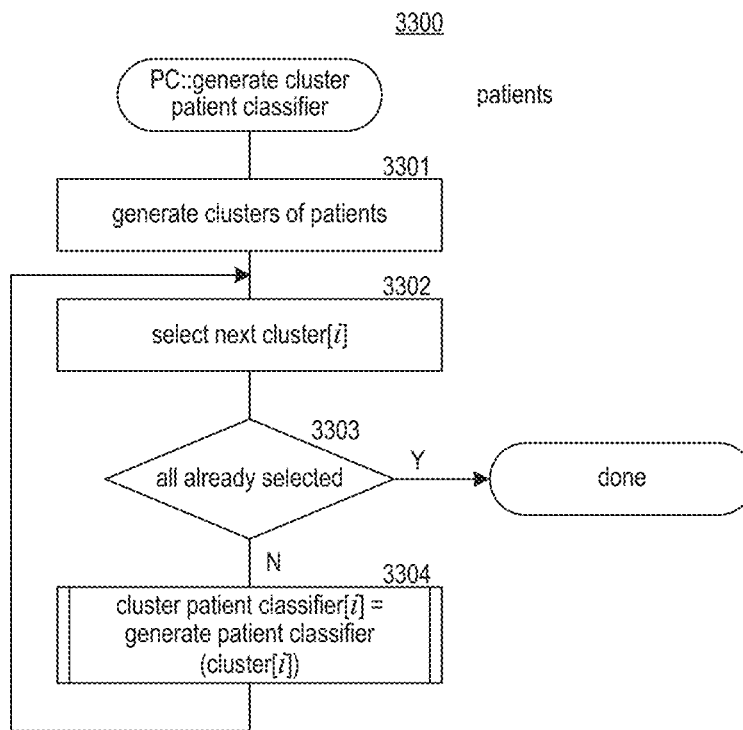 3300
PC::generate cluster
patient classifier
patients
3301
generate clusters of patients
3302
select next cluster[i]
3303
all already selected
Y
done
N
3304
cluster patient classifier[i] =
generate patient classifier
(cluster[i])